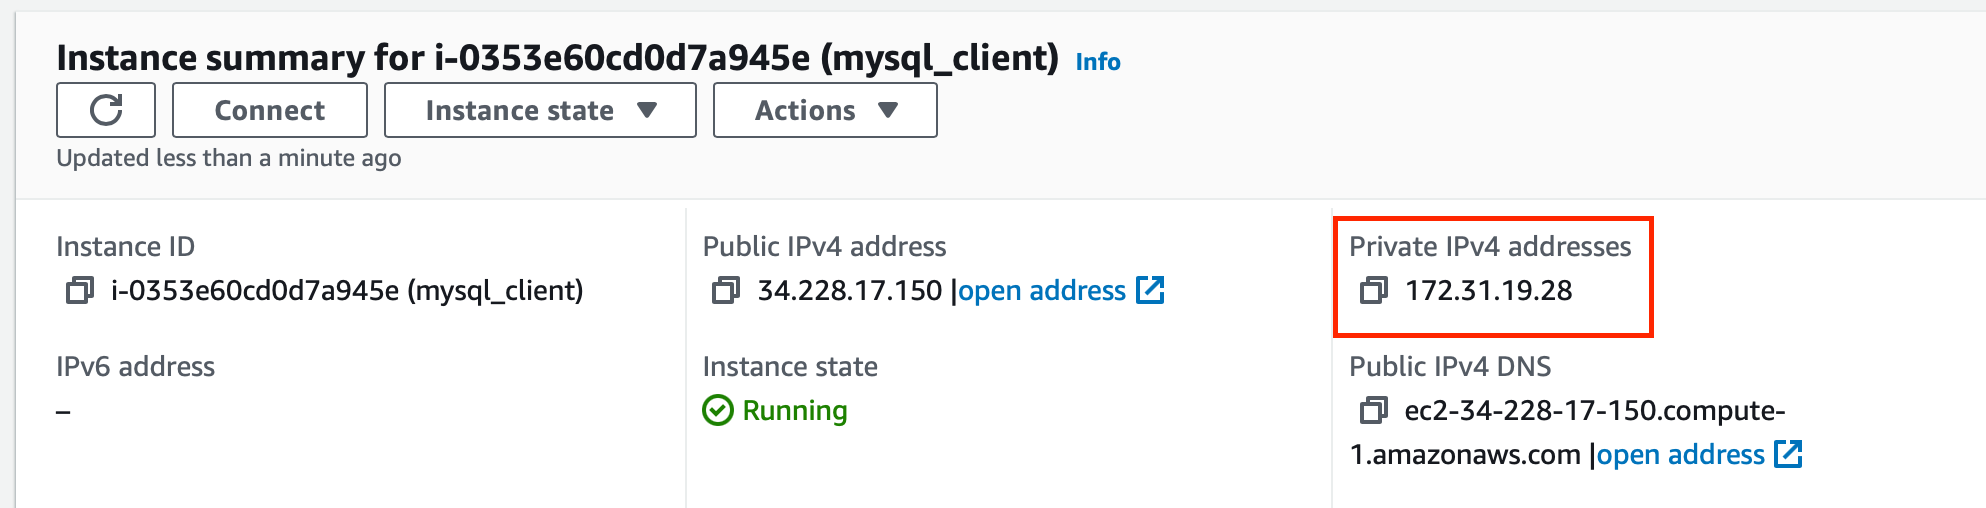 Instance summary for i-0353e60cd0d7a945e (mysql_client) Info
Connect Instance state Actions
Updated less than a minute ago
Instance ID
i-0353e60cd0d7a945e (mysql_client)
Public IPv4 address
34.228.17.150 |open address
Private IPv4 addresses
172.31.19.28
IPv6 address
–
Instance state
Running
Public IPv4 DNS
ec2-34-228-17-150.compute-
1.amazonaws.com |open address